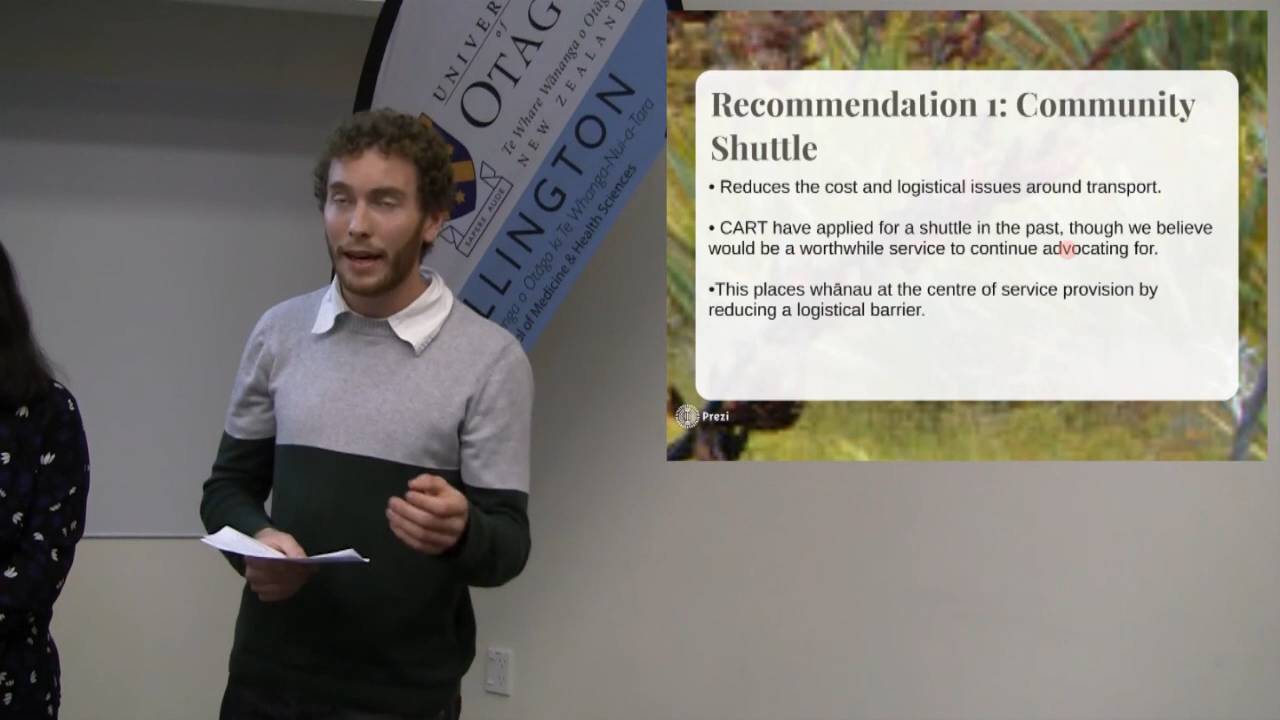 UNIVERSITY
of
OTAGO
Te Whare Wānanga o Otāgo
NEW ZEALAND
SAPERE AUDE
WELLINGTON
Te Whanga-Nui-a-Tara
of Medicine & Health Sciences
Recommendation 1: Community
Shuttle
• Reduces the cost and logistical issues around transport.
• CART have applied for a shuttle in the past, though we believe
would be a worthwhile service to continue advocating for.
•This places whānau at the centre of service provision by
reducing a logistical barrier.
Prezi